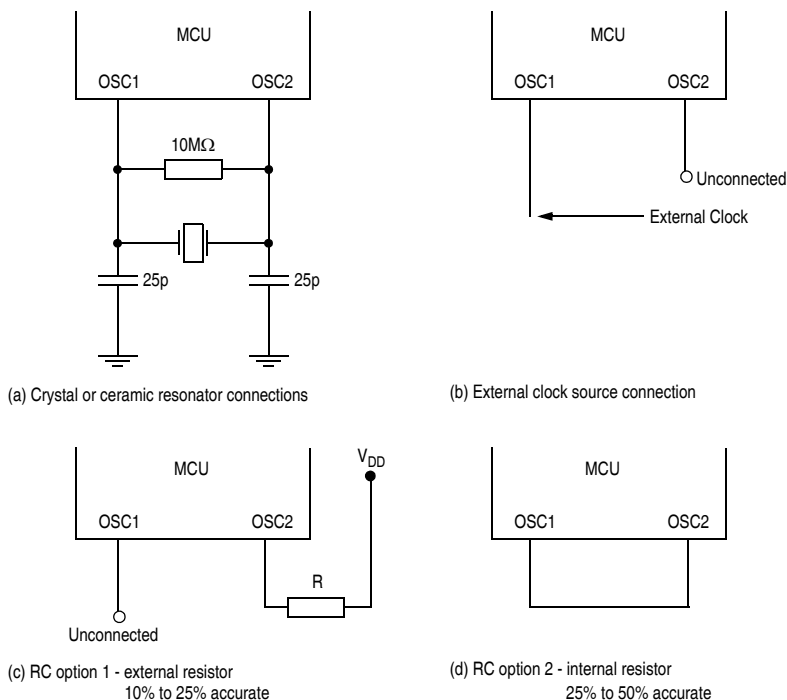 MCU
OSC1 OSC2
10MΩ
25p 25p
(a) Crystal or ceramic resonator connections
MCU
OSC1 OSC2
Unconnected
External Clock
(b) External clock source connection
VDD
MCU
OSC1 OSC2
R
Unconnected
(c) RC option 1 - external resistor
10% to 25% accurate
MCU
OSC1 OSC2
(d) RC option 2 - internal resistor
25% to 50% accurate